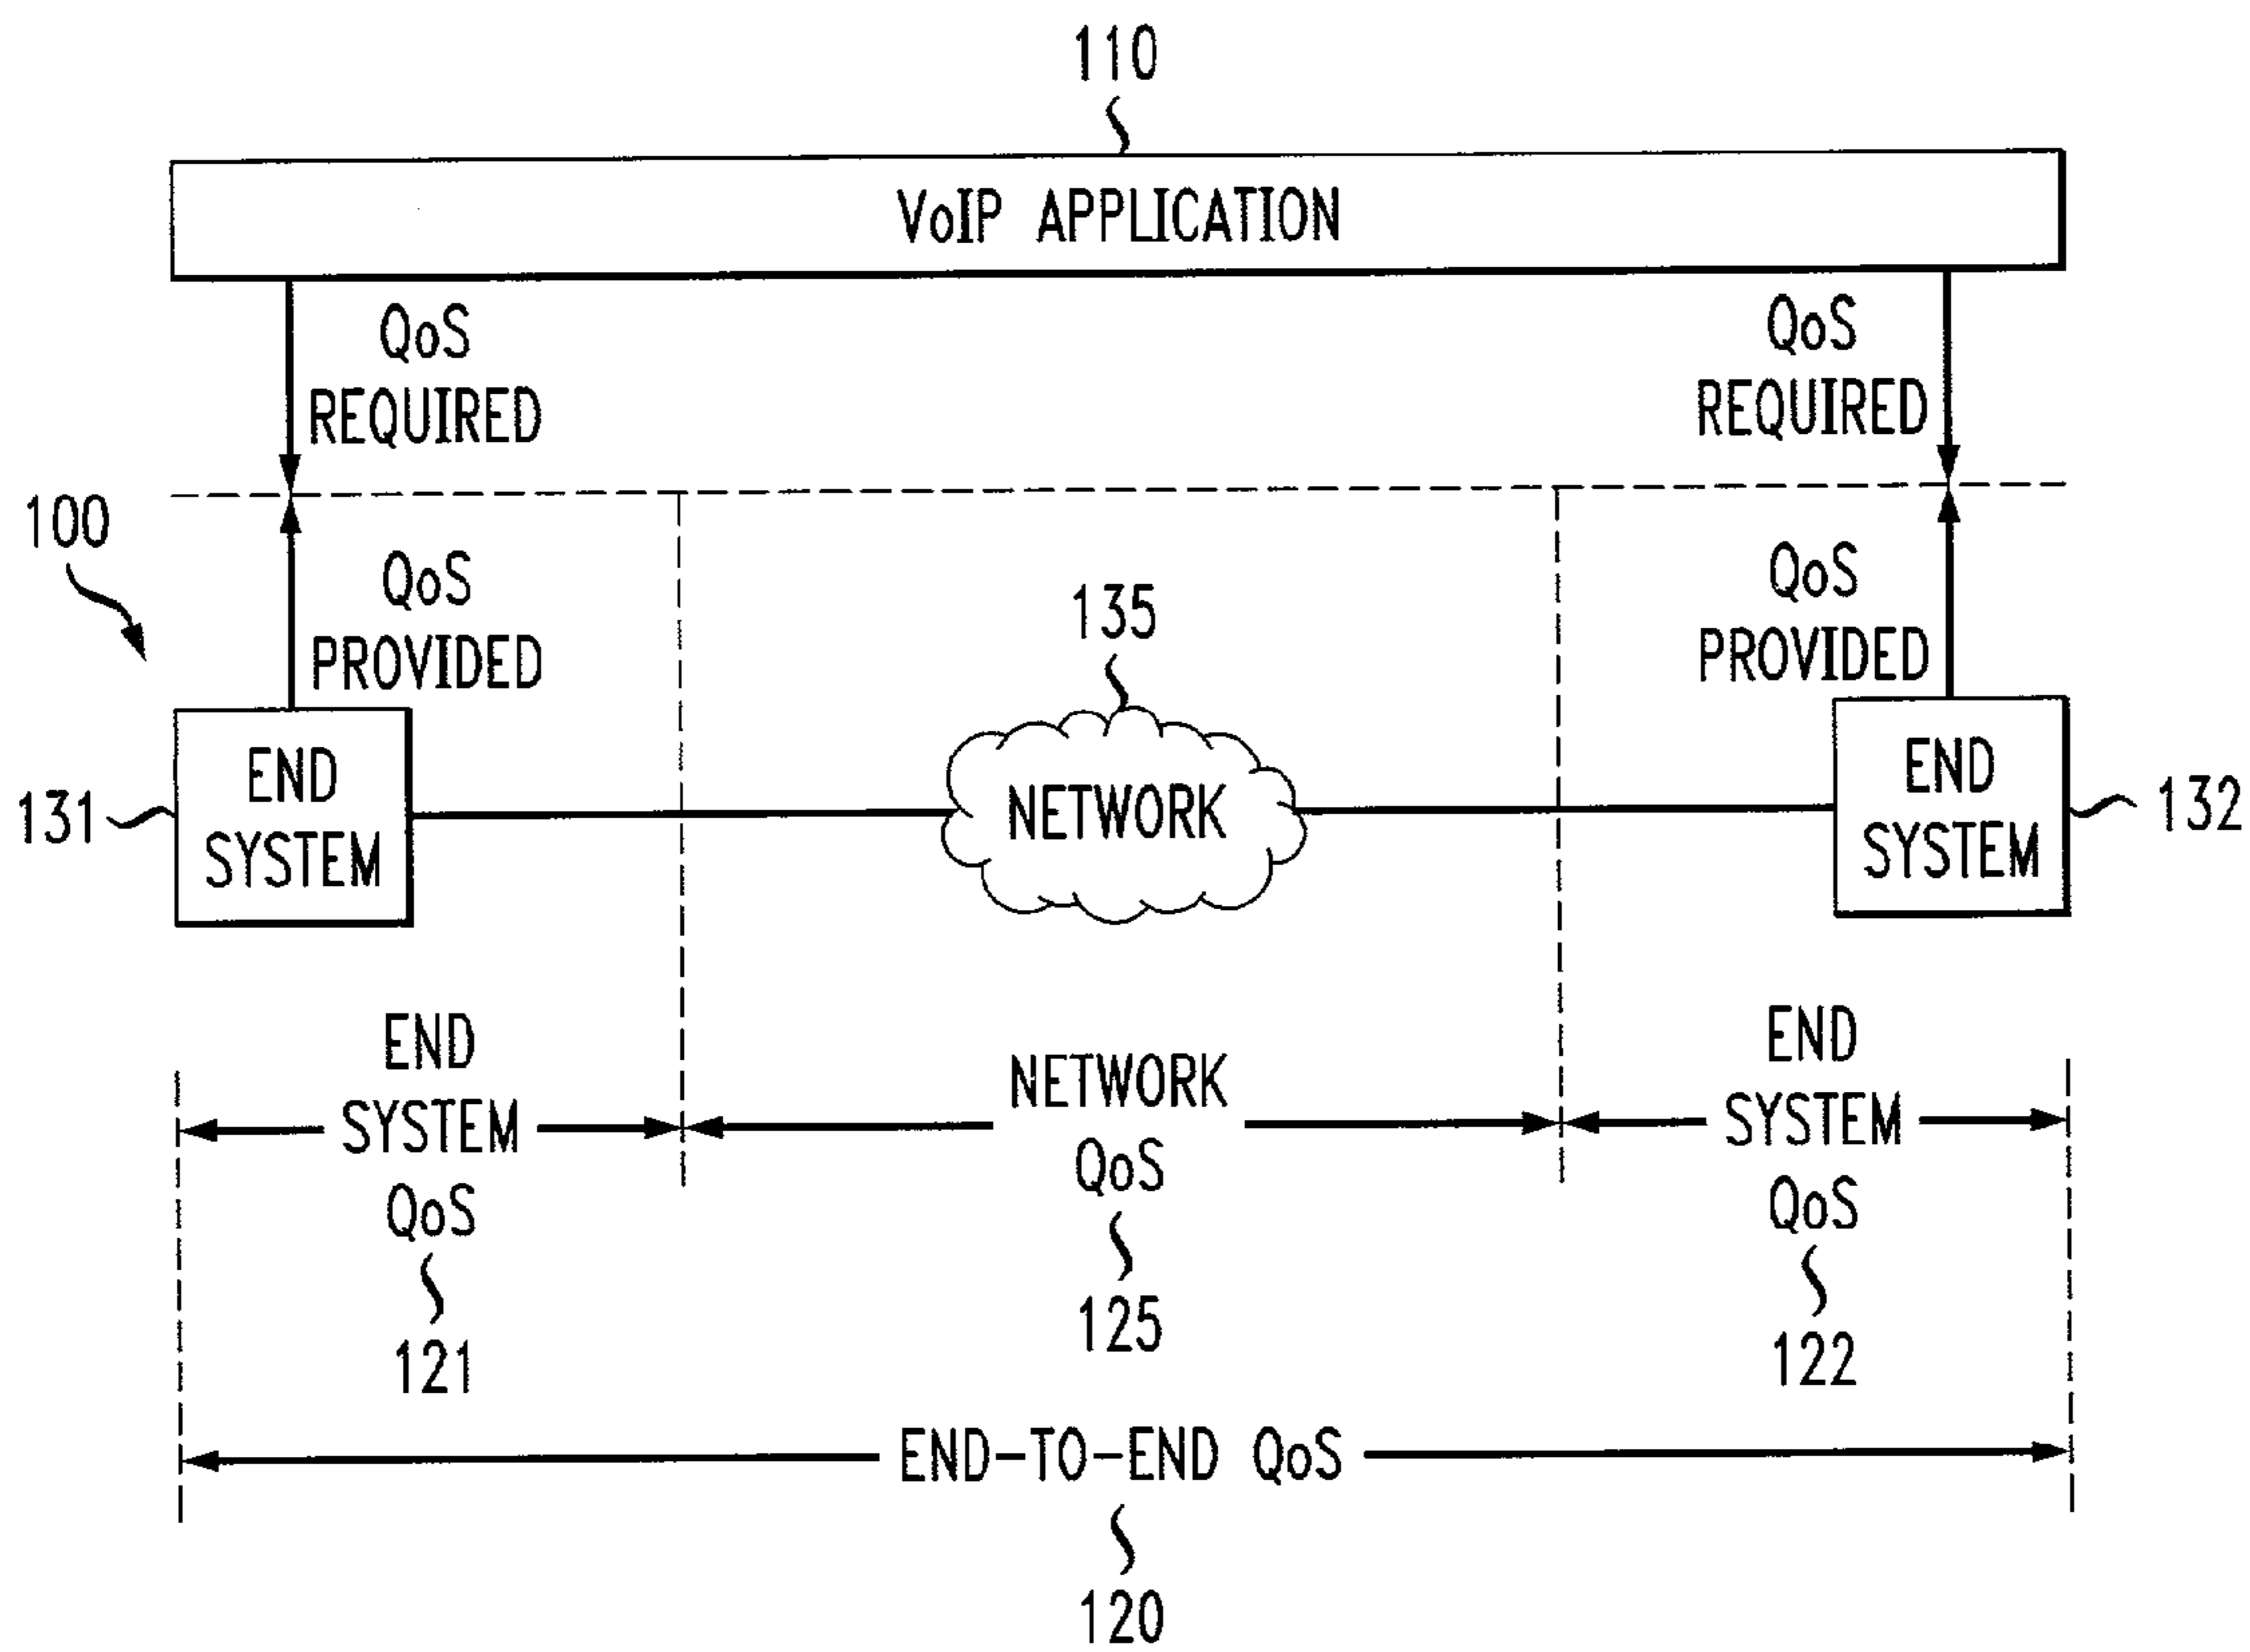 110
VoIP APPLICATION
QoS
REQUIRED
QoS
REQUIRED
100
QoS
PROVIDED
135
QoS
PROVIDED
131
END
SYSTEM
NETWORK
END
SYSTEM
132
END
SYSTEM
QoS
121
NETWORK
QoS
125
END
SYSTEM
QoS
122
END-TO-END QoS
120